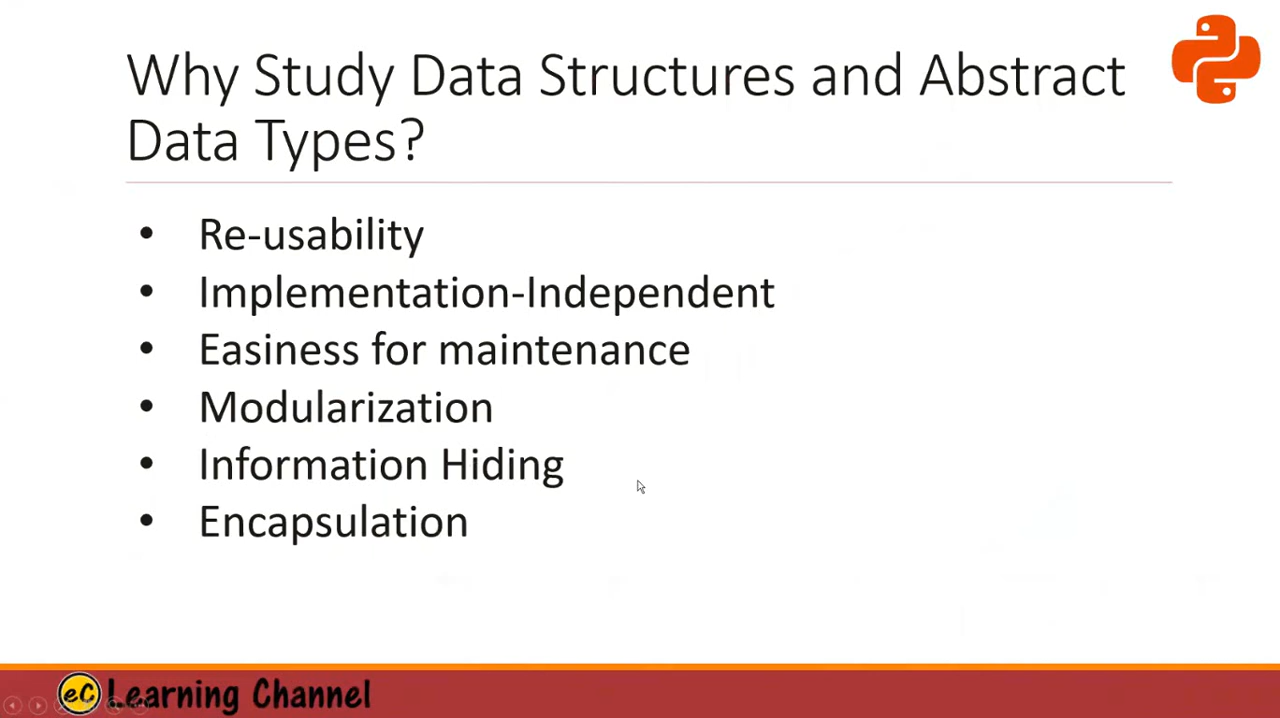 Why Study Data Structures and Abstract
Data Types?
• Re-usability
• Implementation-Independent
• Easiness for maintenance
• Modularization
• Information Hiding
• Encapsulation
eC Learning Channel